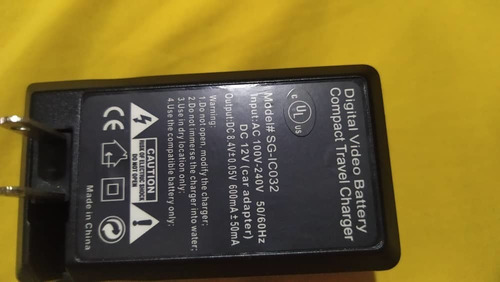 Digital Video Battery
Compact Travel Charger
C UL US
Model# SG-IC032
Input:AC 100V-240V 50/60Hz
DC 12V (car adapter)
Output:DC 8.4V±0.05V 600mA±50mA
Warning:
1.Do not open, modify the charger;
2.Do not immerse the charger into water;
3.Use in dry location only;
4.Use the compatible battery only;
CAUTION
RISK OF ELECTRIC SHOCK
DO NOT OPEN
Made in China